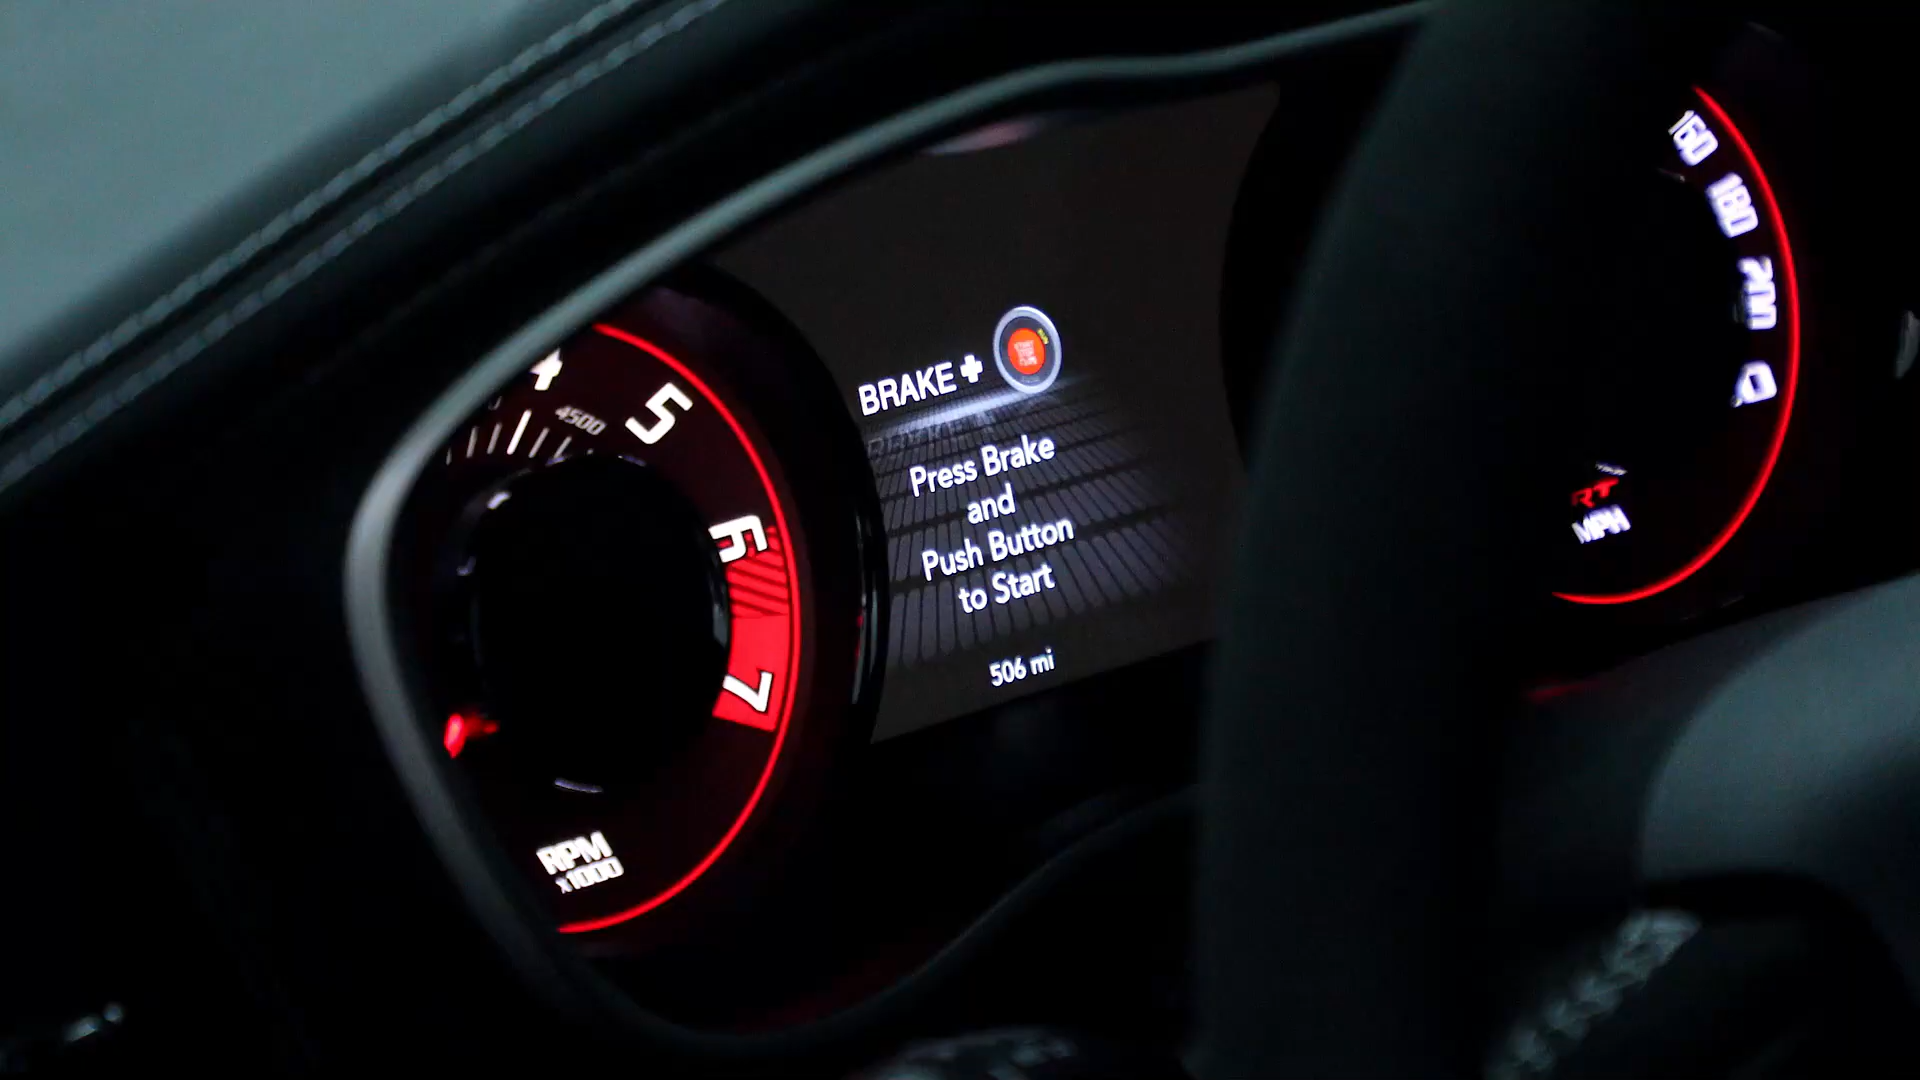 4
4500
5
6
7
RPM
x1000
BRAKE +
Press Brake
and
Push Button
to Start
506 mi
160
180
200
RT
MPH